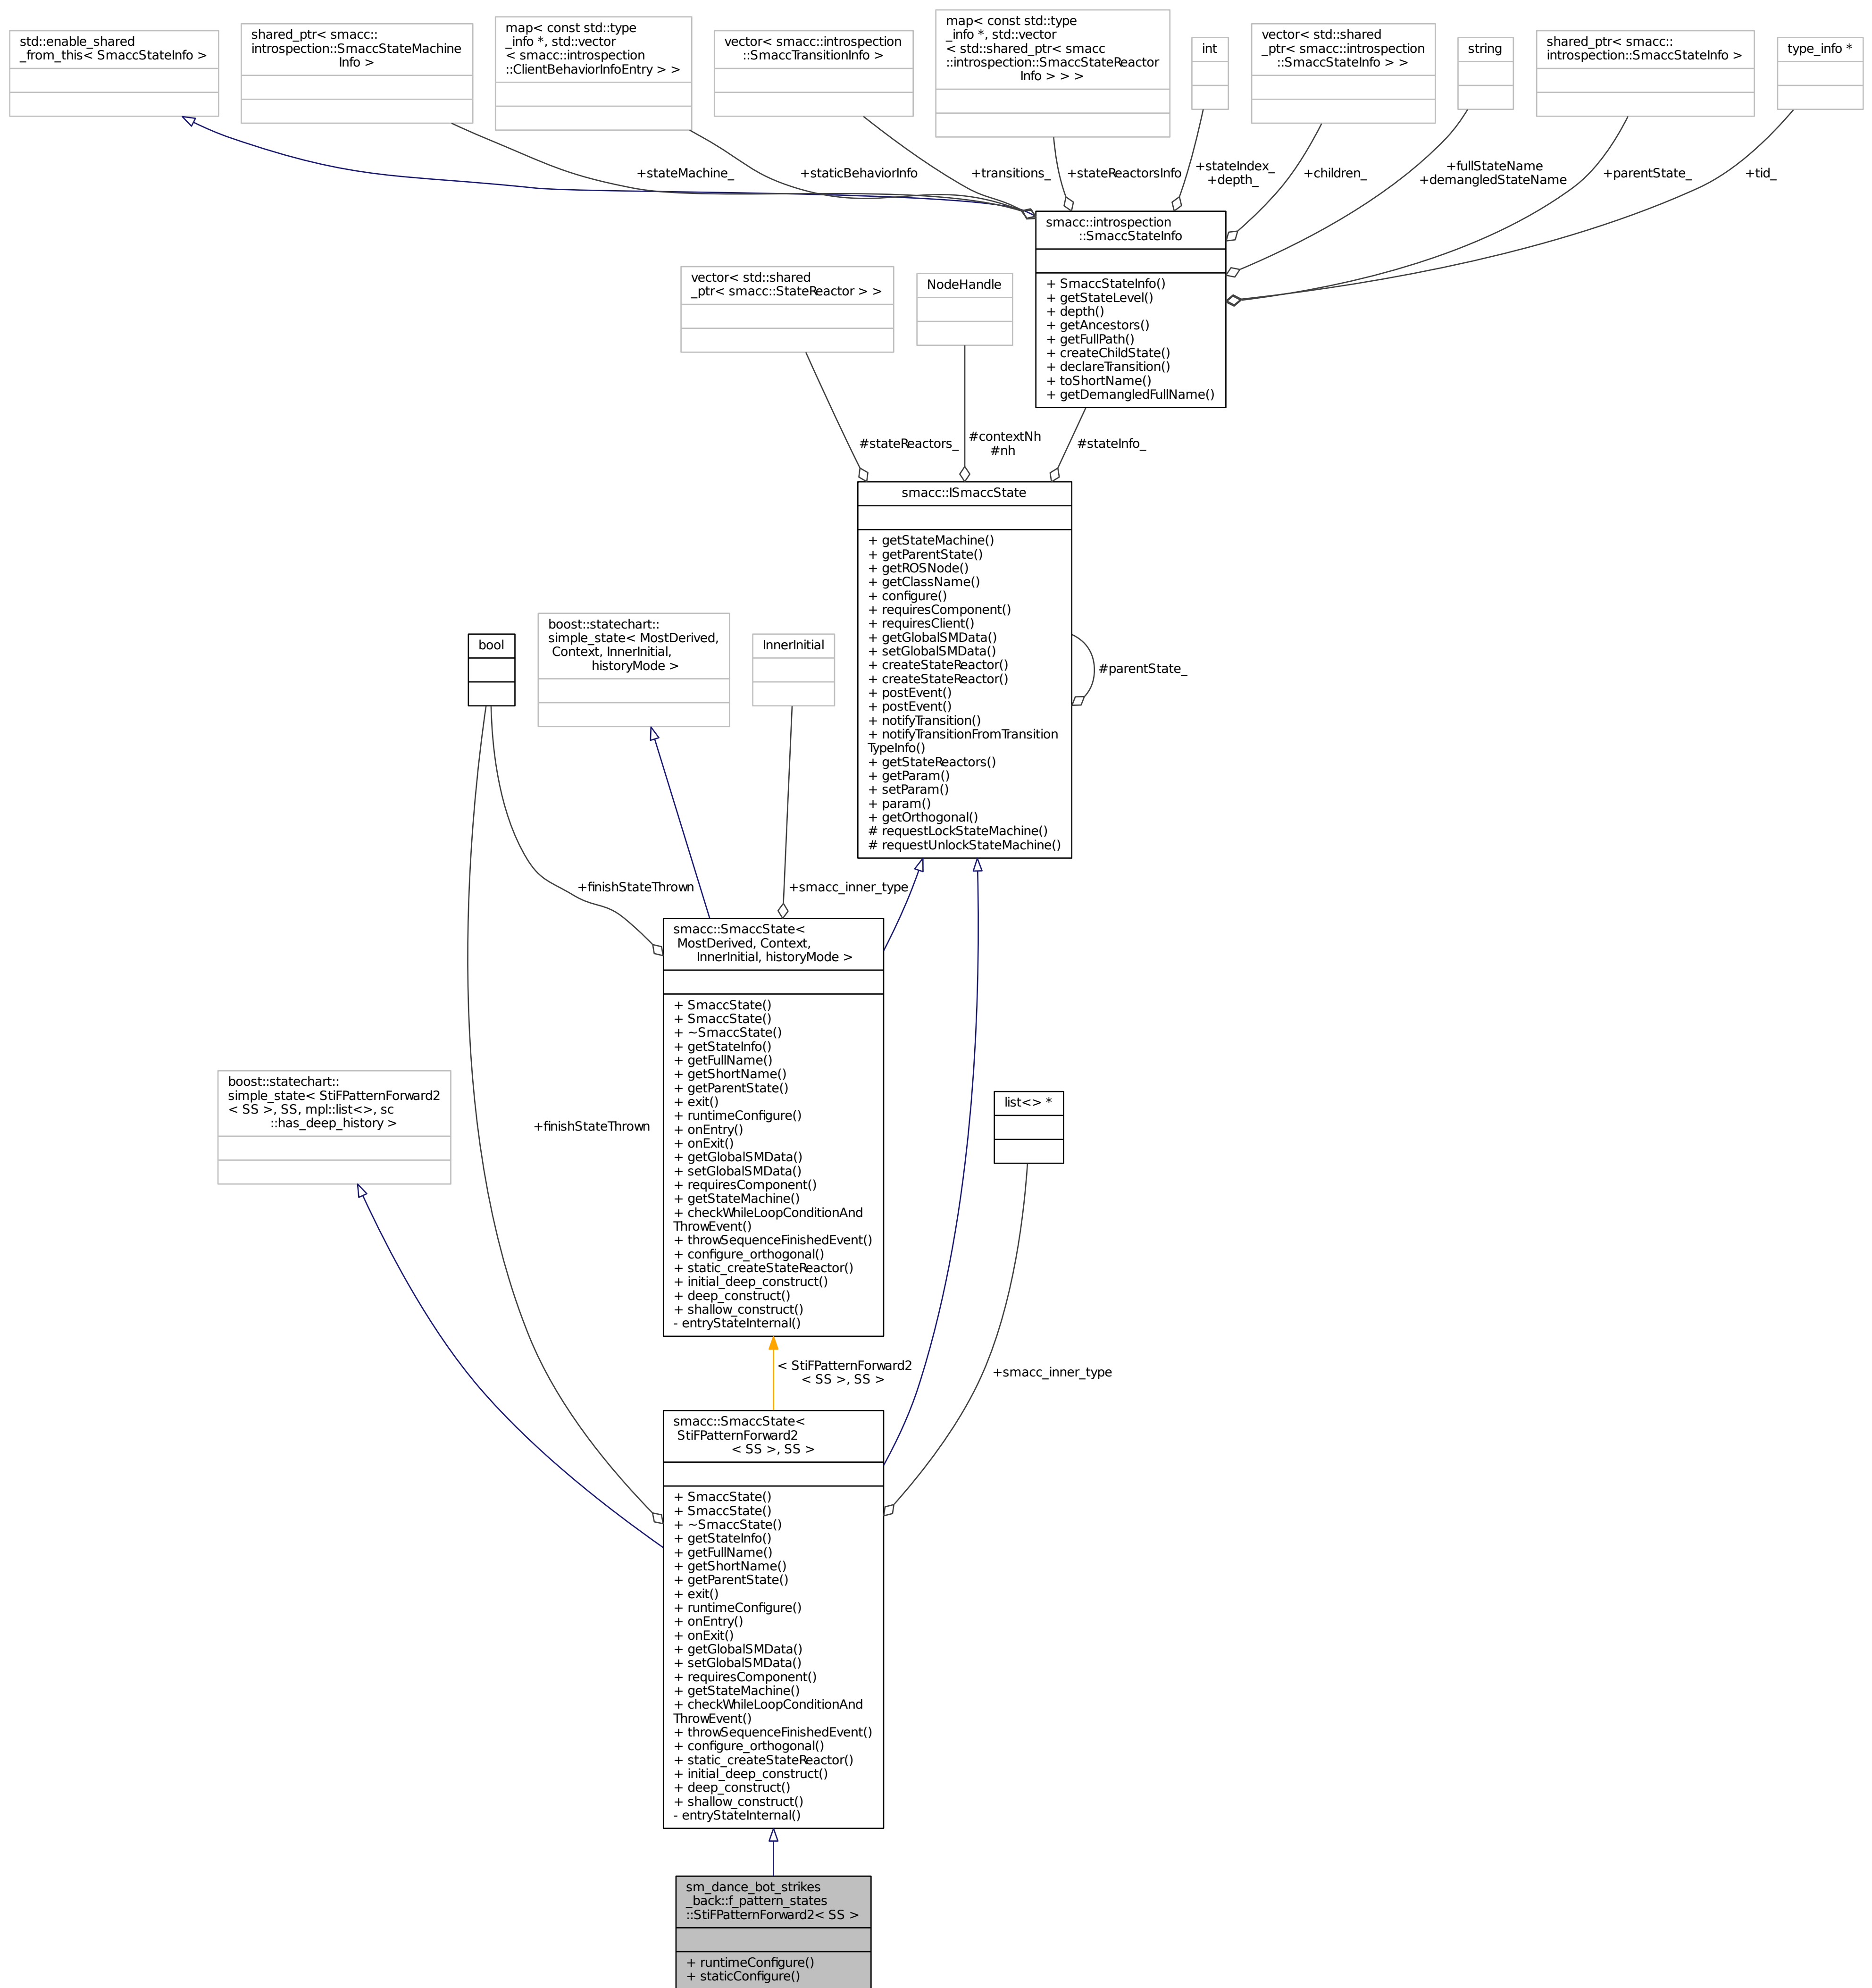 std::enable_shared
_from_this< SmaccStateInfo >
shared_ptr< smacc::
introspection::SmaccStateMachine
Info >
map< const std::type
_info *, std::vector
< smacc::introspection
::ClientBehaviorInfoEntry > >
vector< smacc::introspection
::SmaccTransitionInfo >
map< const std::type
_info *, std::vector
< std::shared_ptr< smacc
::introspection::SmaccStateReactor
Info > > >
int
vector< std::shared
_ptr< smacc::introspection
::SmaccStateInfo > >
string
shared_ptr< smacc::
introspection::SmaccStateInfo >
type_info *
+stateMachine_
+staticBehaviorInfo
+transitions_
+stateReactorsInfo
+stateIndex_
+depth_
+children_
+fullStateName
+demangledStateName
+parentState_
+tid_
smacc::introspection
::SmaccStateInfo
+ SmaccStateInfo()
+ getStateLevel()
+ depth()
+ getAncestors()
+ getFullPath()
+ createChildState()
+ declareTransition()
+ toShortName()
+ getDemangledFullName()
vector< std::shared
_ptr< smacc::StateReactor > >
NodeHandle
#stateReactors_
#contextNh
#nh
#stateInfo_
smacc::ISmaccState
+ getStateMachine()
+ getParentState()
+ getROSNode()
+ getClassName()
+ configure()
+ requiresComponent()
+ requiresClient()
+ getGlobalSMData()
+ setGlobalSMData()
+ createStateReactor()
+ createStateReactor()
+ postEvent()
+ postEvent()
+ notifyTransition()
+ notifyTransitionFromTransition
TypeInfo()
+ getStateReactors()
+ getParam()
+ setParam()
+ param()
+ getOrthogonal()
# requestLockStateMachine()
# requestUnlockStateMachine()
#parentState_
bool
boost::statechart::
simple_state< MostDerived,
Context, InnerInitial,
historyMode >
InnerInitial
+finishStateThrown
+smacc_inner_type
smacc::SmaccState<
MostDerived, Context,
InnerInitial, historyMode >
+ SmaccState()
+ SmaccState()
+ ~SmaccState()
+ getStateInfo()
+ getFullName()
+ getShortName()
+ getParentState()
+ exit()
+ runtimeConfigure()
+ onEntry()
+ onExit()
+ getGlobalSMData()
+ setGlobalSMData()
+ requiresComponent()
+ getStateMachine()
+ checkWhileLoopConditionAnd
ThrowEvent()
+ throwSequenceFinishedEvent()
+ configure_orthogonal()
+ static_createStateReactor()
+ initial_deep_construct()
+ deep_construct()
+ shallow_construct()
- entryStateInternal()
boost::statechart::
simple_state< StiFPatternForward2
< SS >, SS, mpl::list<>, sc
::has_deep_history >
+finishStateThrown
list<> *
< StiFPatternForward2
< SS >, SS >
+smacc_inner_type
smacc::SmaccState<
StiFPatternForward2
< SS >, SS >
+ SmaccState()
+ SmaccState()
+ ~SmaccState()
+ getStateInfo()
+ getFullName()
+ getShortName()
+ getParentState()
+ exit()
+ runtimeConfigure()
+ onEntry()
+ onExit()
+ getGlobalSMData()
+ setGlobalSMData()
+ requiresComponent()
+ getStateMachine()
+ checkWhileLoopConditionAnd
ThrowEvent()
+ throwSequenceFinishedEvent()
+ configure_orthogonal()
+ static_createStateReactor()
+ initial_deep_construct()
+ deep_construct()
+ shallow_construct()
- entryStateInternal()
sm_dance_bot_strikes
_back::f_pattern_states
::StiFPatternForward2< SS >
+ runtimeConfigure()
+ staticConfigure()